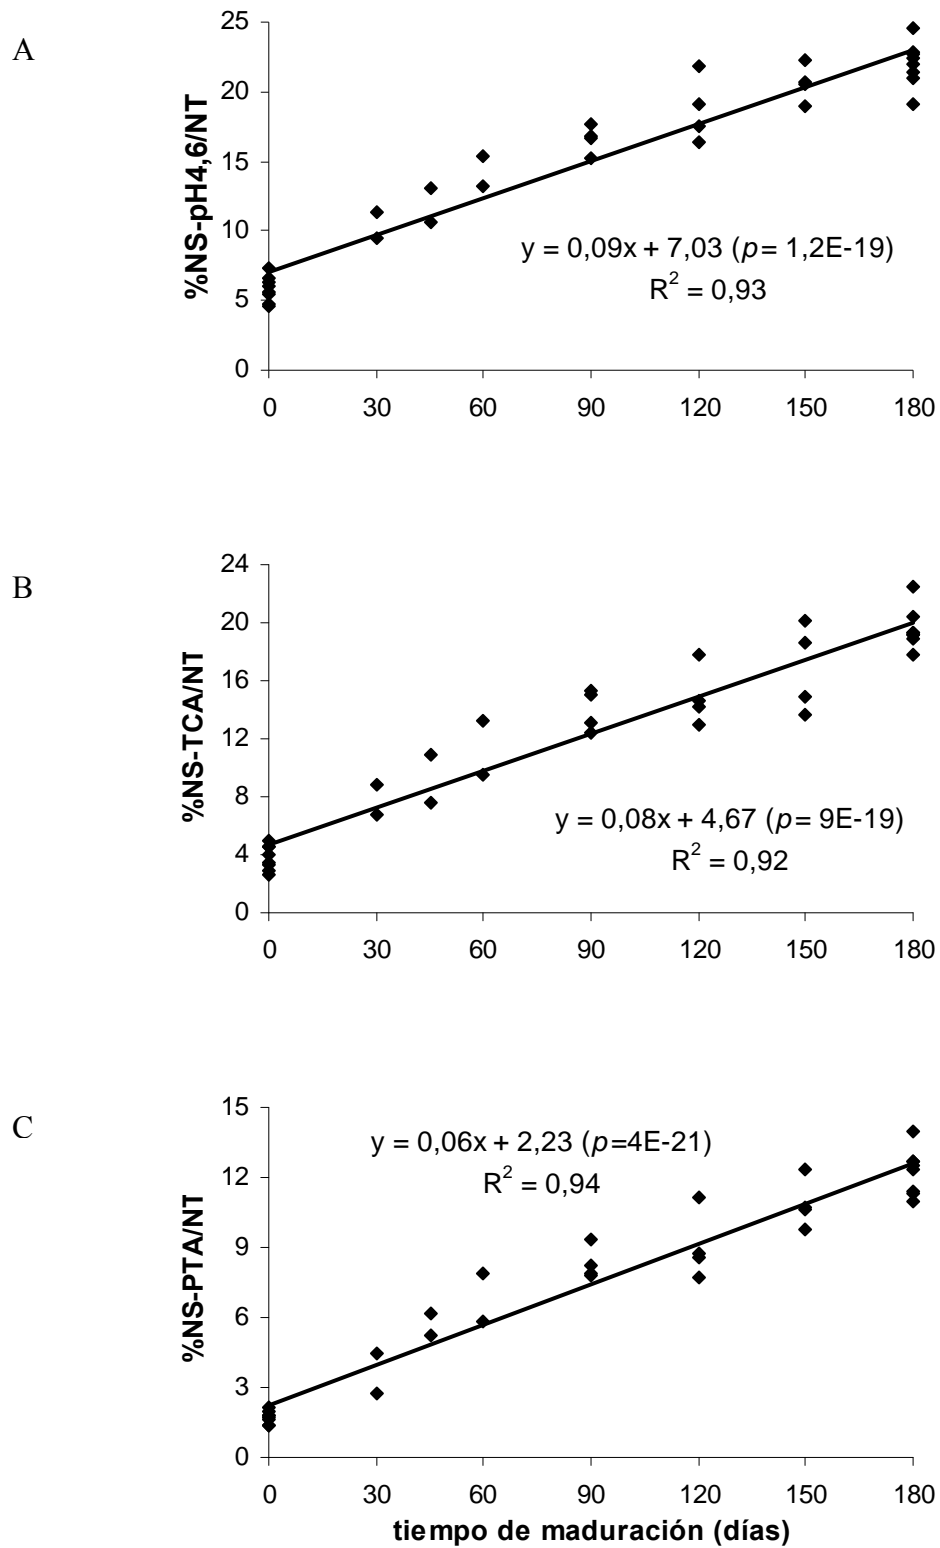 A
%NS-pH4,6/NT
25
20
15
10
5
0
y = 0,09x + 7,03 (p= 1,2E-19)
R² = 0,93
0 30 60 90 120 150 180
B
%NS-TCA/NT
24
20
16
12
8
4
0
y = 0,08x + 4,67 (p= 9E-19)
R² = 0,92
0 30 60 90 120 150 180
C
%NS-PTA/NT
15
12
9
6
3
0
y = 0,06x + 2,23 (p=4E-21)
R² = 0,94
0 30 60 90 120 150 180
tiempo de maduración (días)